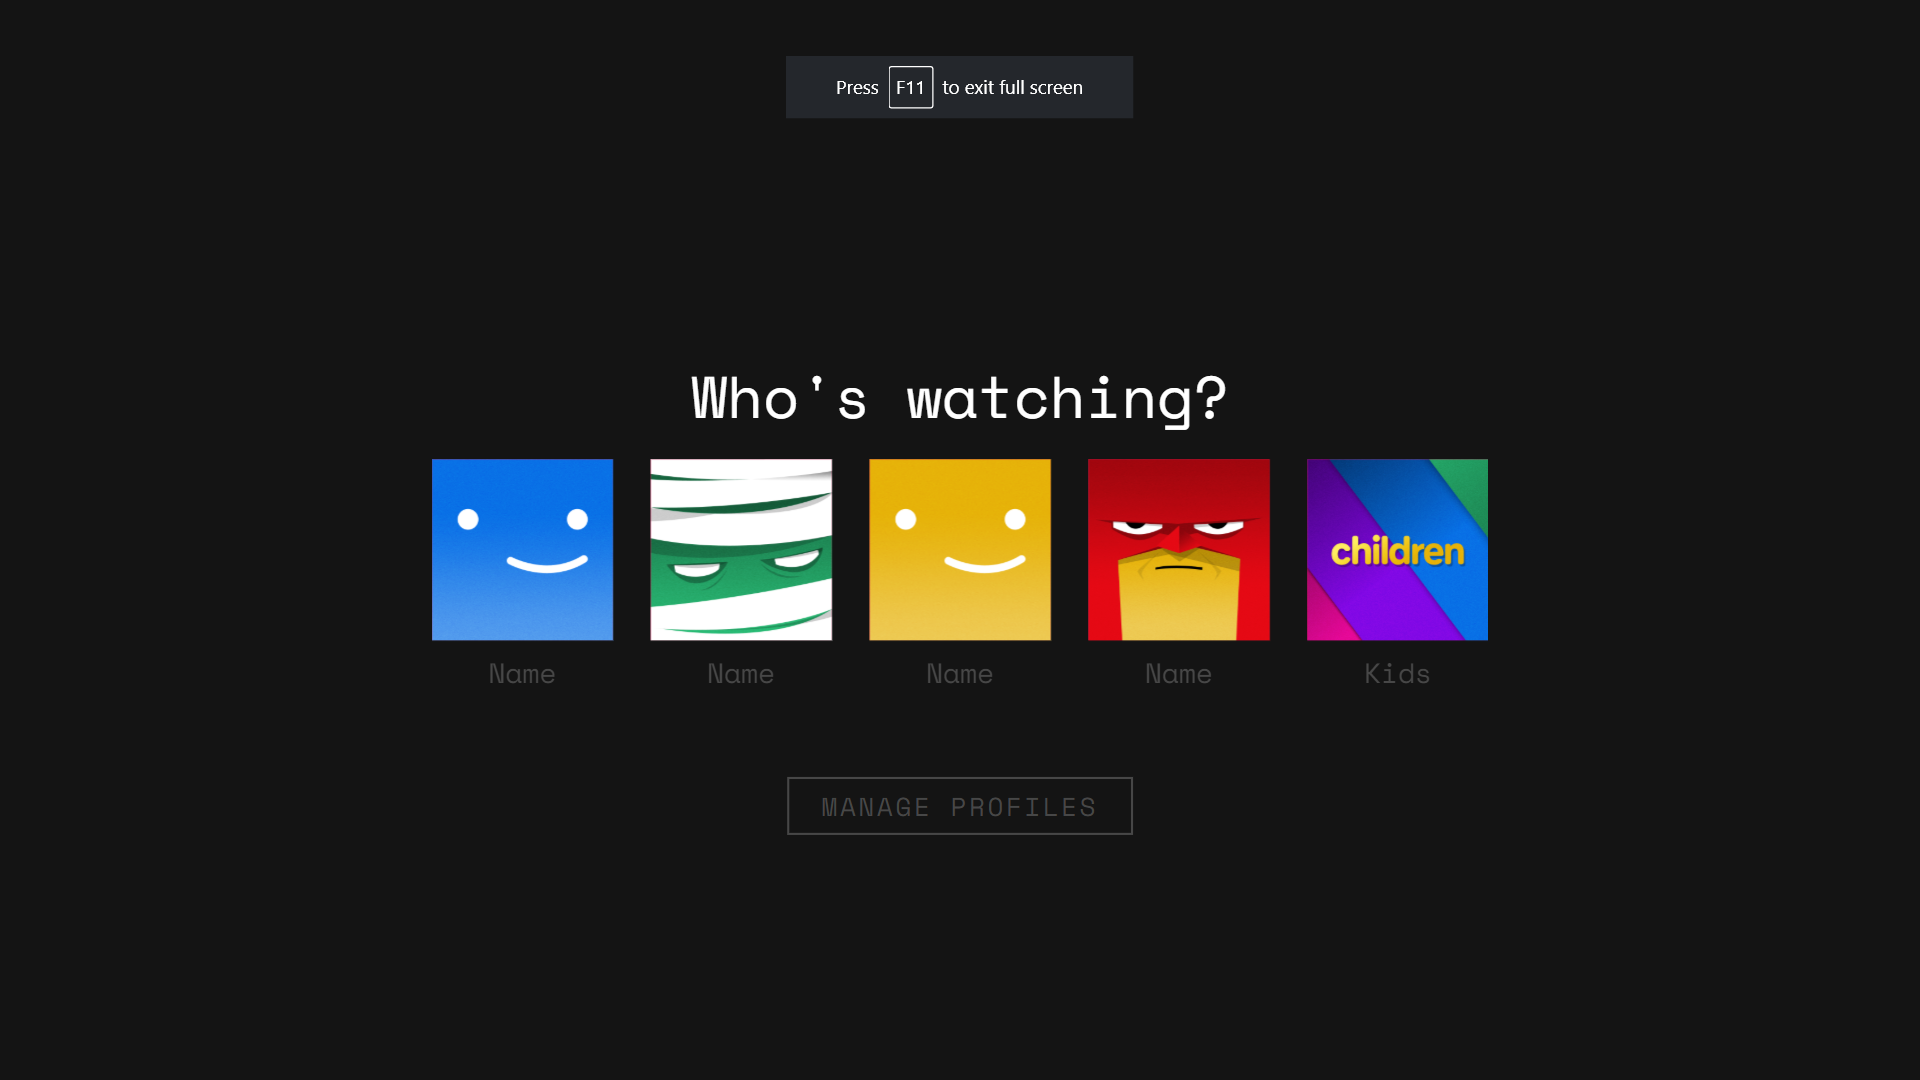 Press F11 to exit full screen
Who's watching?
children
Name Name Name Name Kids
MANAGE PROFILES